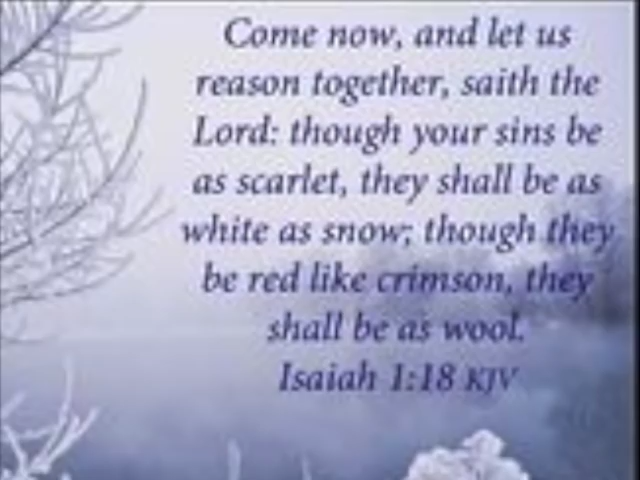 Come now, and let us
reason together, saith the
Lord: though your sins be
as scarlet, they shall be as
white as snow; though they
be red like crimson, they
shall be as wool.
Isaiah 1:18 KJV